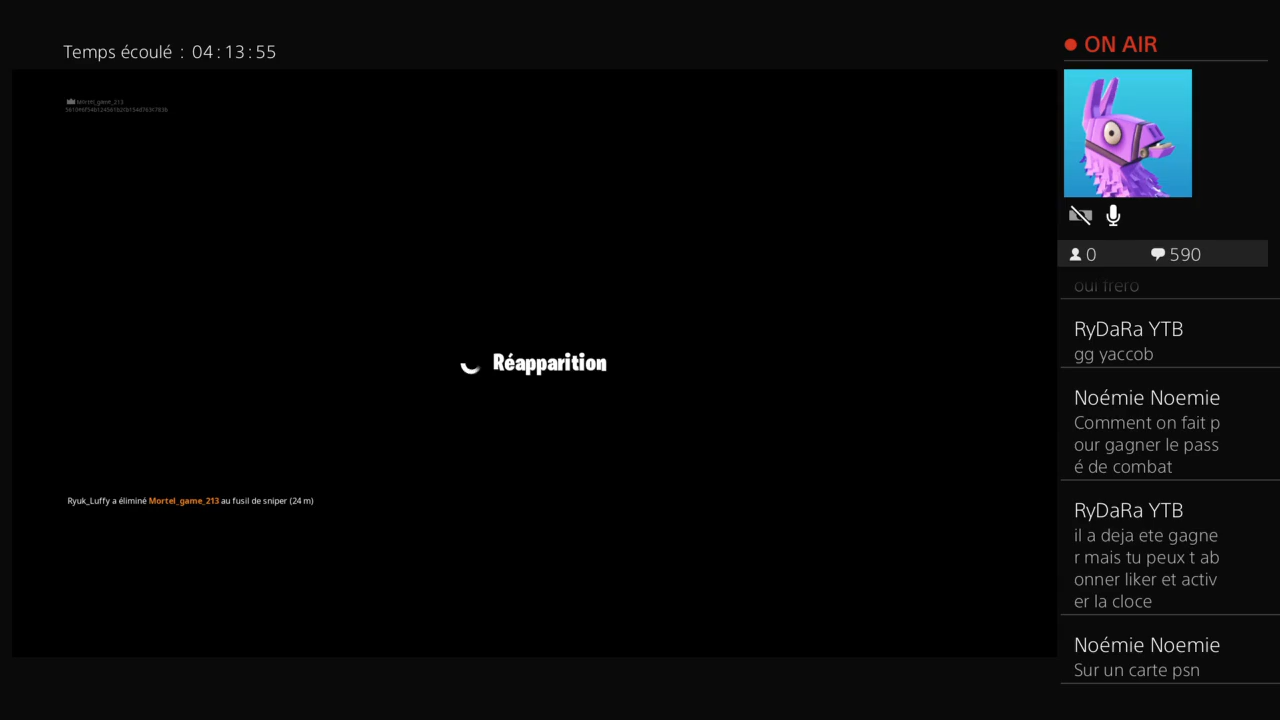 Temps écoulé : 04:13:55
ON AIR
Mortel_game_213
0
590
oui frero
RyDaRa YTB
gg yaccob
Noémie Noemie
Comment on fait p
our gagner le pass
é de combat
RyDaRa YTB
il a deja ete gagne
r mais tu peux t ab
onner liker et activ
er la cloce
Noémie Noemie
Sur un carte psn
Réapparition
Ryuk_Luffy a éliminé Mortel_game_213 au fusil de sniper (24 m)